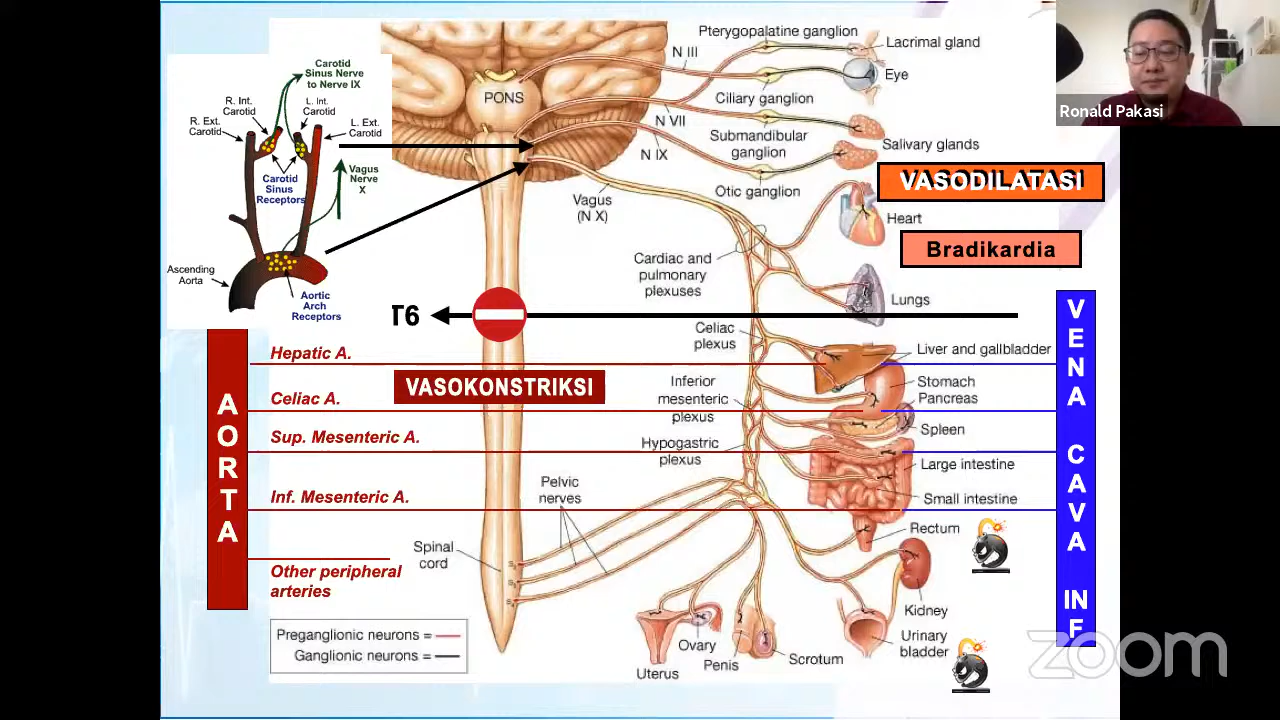 Carotid
Sinus Nerve
to Nerve IX
R. Int.
Carotid
L. Int.
Carotid
R. Ext.
Carotid
L. Ext.
Carotid
Carotid
Sinus
Receptors
Vagus
Nerve
X
Ascending
Aorta
Aortic
Arch
Receptors
PONS
Pterygopalatine ganglion
N III
Lacrimal gland
Eye
Ciliary ganglion
N VII
Submandibular
ganglion
N IX
Salivary glands
Otic ganglion
Vagus
(N X)
Ronald Pakasi
VASODILATASI
Heart
Bradikardia
Cardiac and
pulmonary
plexuses
Lungs
T6
Celiac
plexus
Liver and gallbladder
Stomach
Pancreas
Spleen
Inferior
mesenteric
plexus
Hypogastric
plexus
Large intestine
Small intestine
Rectum
Kidney
Urinary
bladder
Pelvic
nerves
Spinal
cord
S2
S3
S4
Uterus
Ovary
Penis
Scrotum
VASOKONSTRIKSI
AORTA
Hepatic A.
Celiac A.
Sup. Mesenteric A.
Inf. Mesenteric A.
Other peripheral
arteries
VENA CAVA INF
Preganglionic neurons =
Ganglionic neurons =
zoom